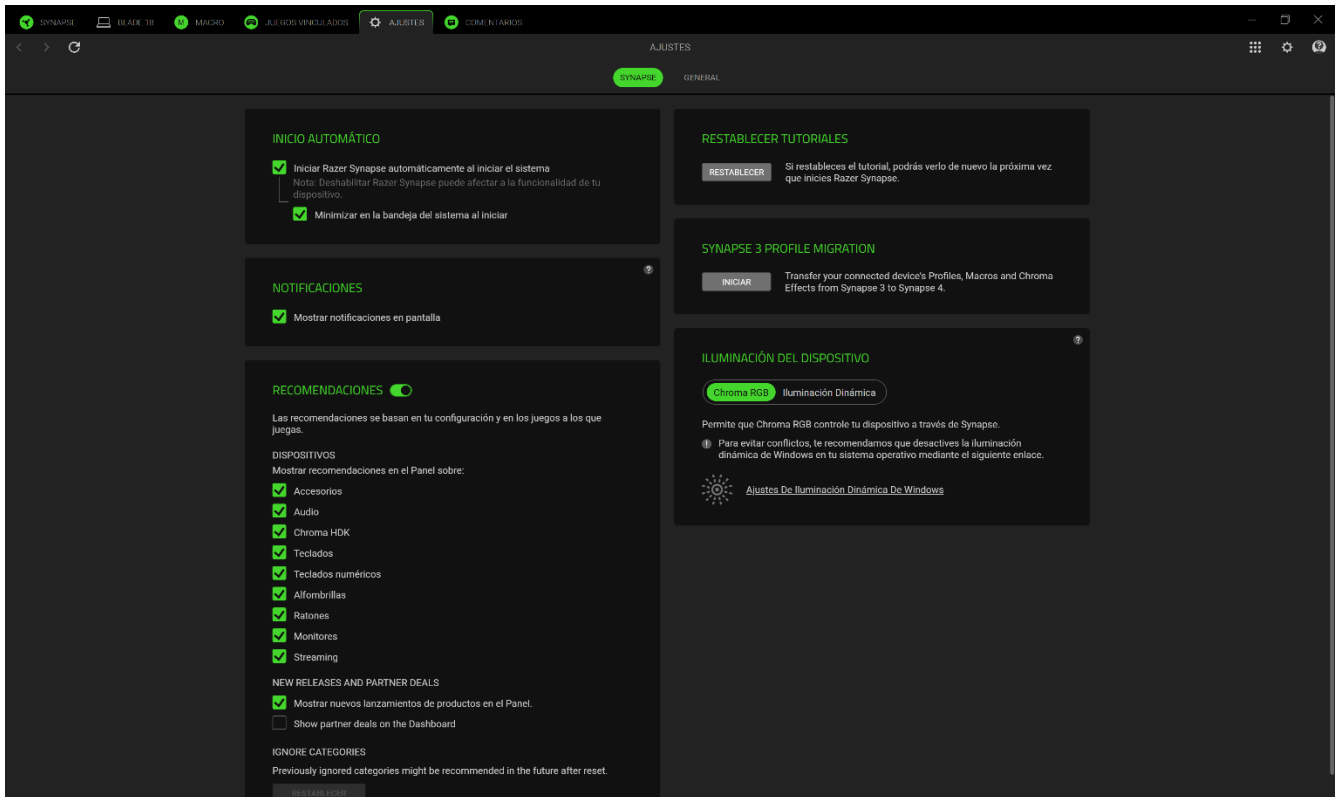 SYNAPSE
BLADE 18
MACRO
JUEGOS VINCULADOS
AJUSTES
COMENTARIOS
AJUSTES
SYNAPSE
GENERAL
INICIO AUTOMÁTICO
Iniciar Razer Synapse automáticamente al iniciar el sistema
Nota: Deshabilitar Razer Synapse puede afectar a la funcionalidad de tu
dispositivo.
Minimizar en la bandeja del sistema al iniciar
NOTIFICACIONES
Mostrar notificaciones en pantalla
RECOMENDACIONES
Las recomendaciones se basan en tu configuración y en los juegos a los que
juegas.
DISPOSITIVOS
Mostrar recomendaciones en el Panel sobre:
Accesorios
Audio
Chroma HDK
Teclados
Teclados numéricos
Alfombrillas
Ratones
Monitores
Streaming
NEW RELEASES AND PARTNER DEALS
Mostrar nuevos lanzamientos de productos en el Panel.
Show partner deals on the Dashboard
IGNORE CATEGORIES
Previously ignored categories might be recommended in the future after reset.
RESTABLECER
RESTABLECER TUTORIALES
RESTABLECER
Si restableces el tutorial, podrás verlo de nuevo la próxima vez
que inicies Razer Synapse.
SYNAPSE 3 PROFILE MIGRATION
INICIAR
Transfer your connected device's Profiles, Macros and Chroma
Effects from Synapse 3 to Synapse 4.
ILUMINACIÓN DEL DISPOSITIVO
Chroma RGB
Iluminación Dinámica
Permite que Chroma RGB controle tu dispositivo a través de Synapse.
Para evitar conflictos, te recomendamos que desactives la iluminación
dinámica de Windows en tu sistema operativo mediante el siguiente enlace.
Ajustes De Iluminación Dinámica De Windows